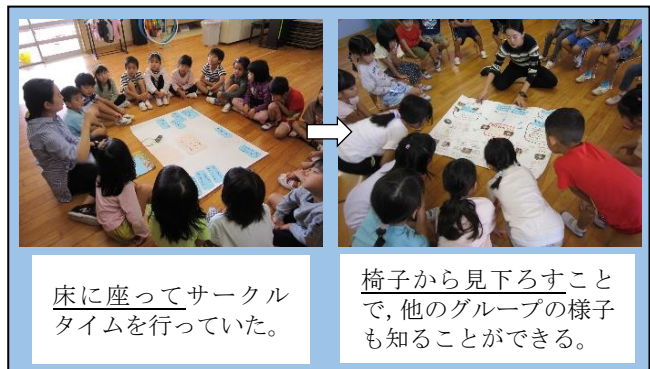 床に座ってサークル
タイムを行っていた。
椅子から見下ろすこと
で，他のグループの様子
も知ることができる。